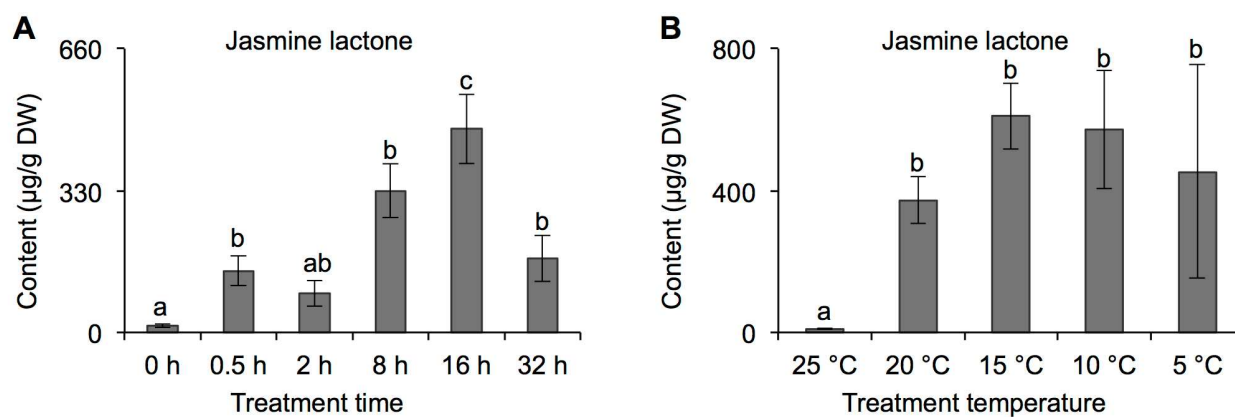 A
Jasmine lactone
660
330
0
Content (µg/g DW)
a
b
ab
b
c
b
0 h 0.5 h 2 h 8 h 16 h 32 h
Treatment time
B
Jasmine lactone
800
400
0
Content (µg/g DW)
a
b
b
b
b
25 °C 20 °C 15 °C 10 °C 5 °C
Treatment temperature